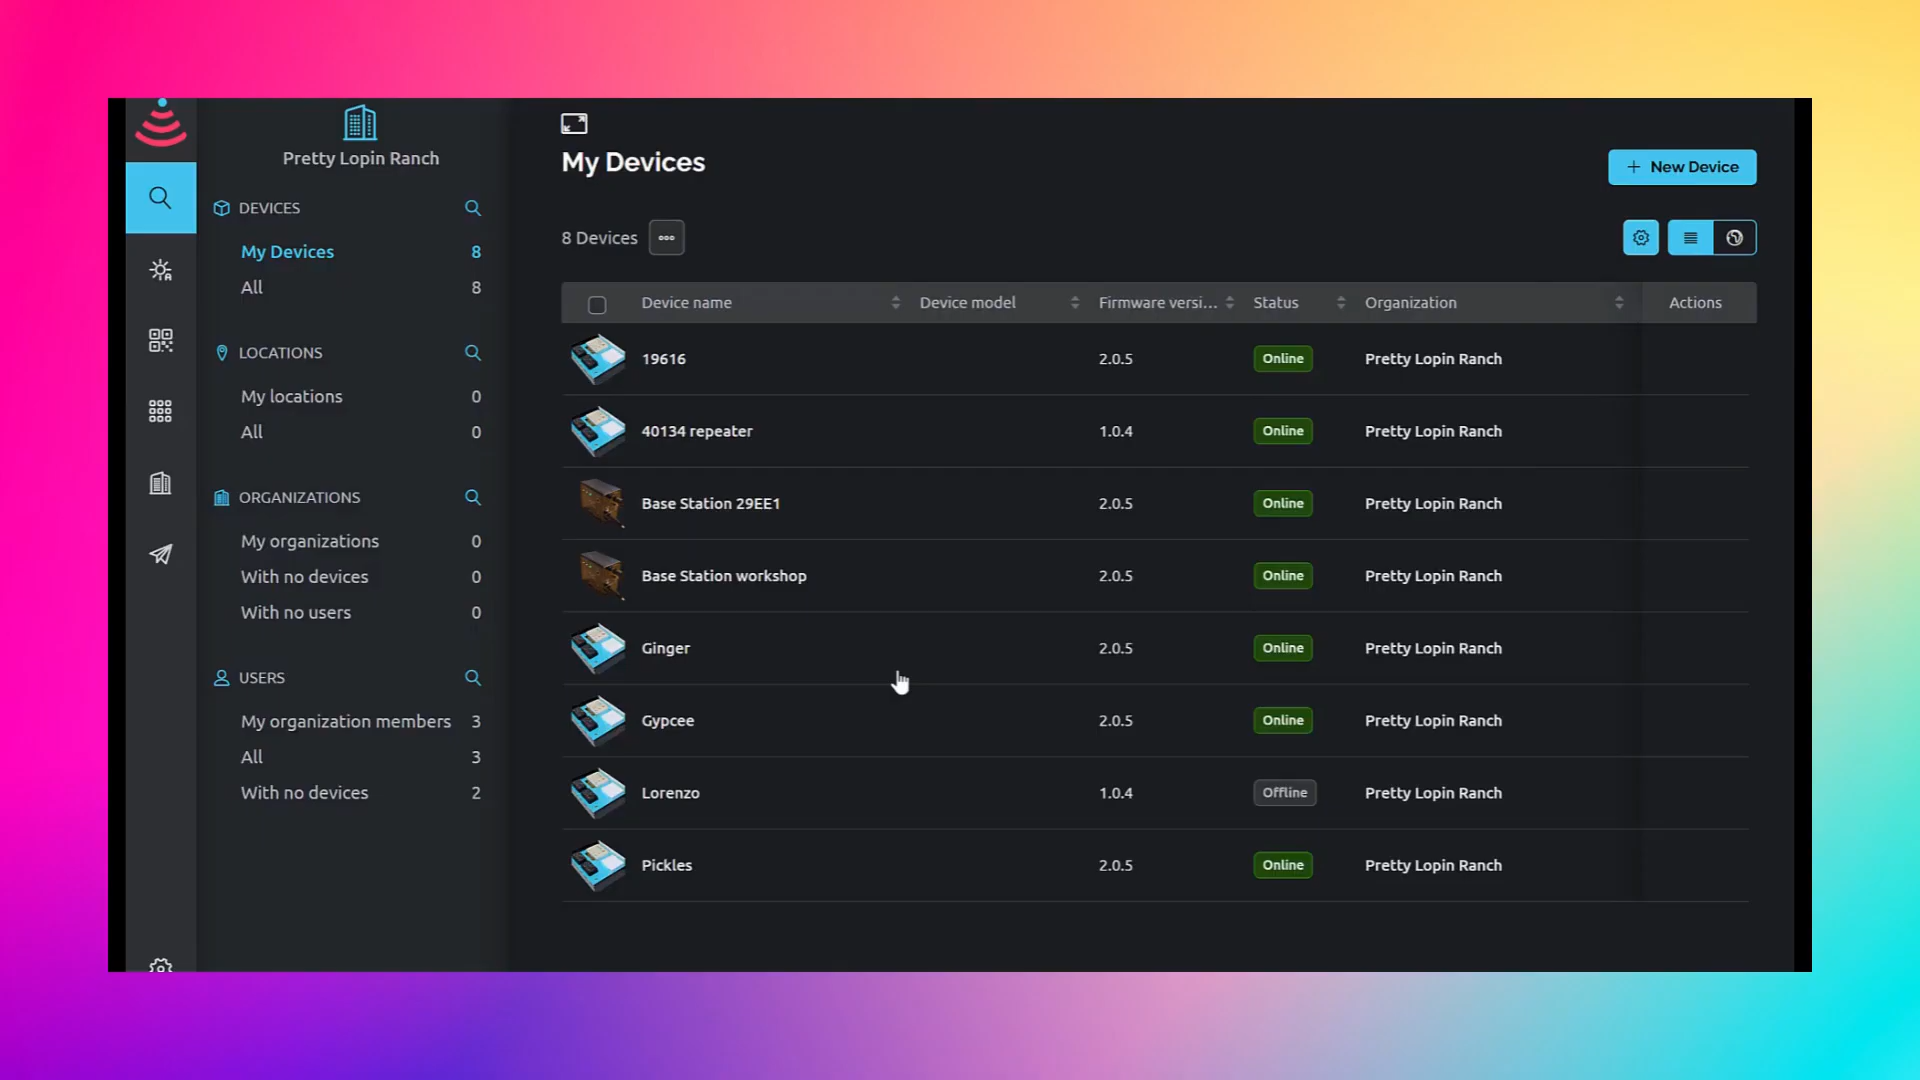 Pretty Lopin Ranch
DEVICES
My Devices 8
All 8
LOCATIONS
My locations 0
All 0
ORGANIZATIONS
My organizations 0
With no devices 0
With no users 0
USERS
My organization members 3
All 3
With no devices 2
My Devices
+ New Device
8 Devices
Device name Device model Firmware versi... Status Organization Actions
19616 2.0.5 Online Pretty Lopin Ranch
40134 repeater 1.0.4 Online Pretty Lopin Ranch
Base Station 29EE1 2.0.5 Online Pretty Lopin Ranch
Base Station workshop 2.0.5 Online Pretty Lopin Ranch
Ginger 2.0.5 Online Pretty Lopin Ranch
Gypcee 2.0.5 Online Pretty Lopin Ranch
Lorenzo 1.0.4 Offline Pretty Lopin Ranch
Pickles 2.0.5 Online Pretty Lopin Ranch